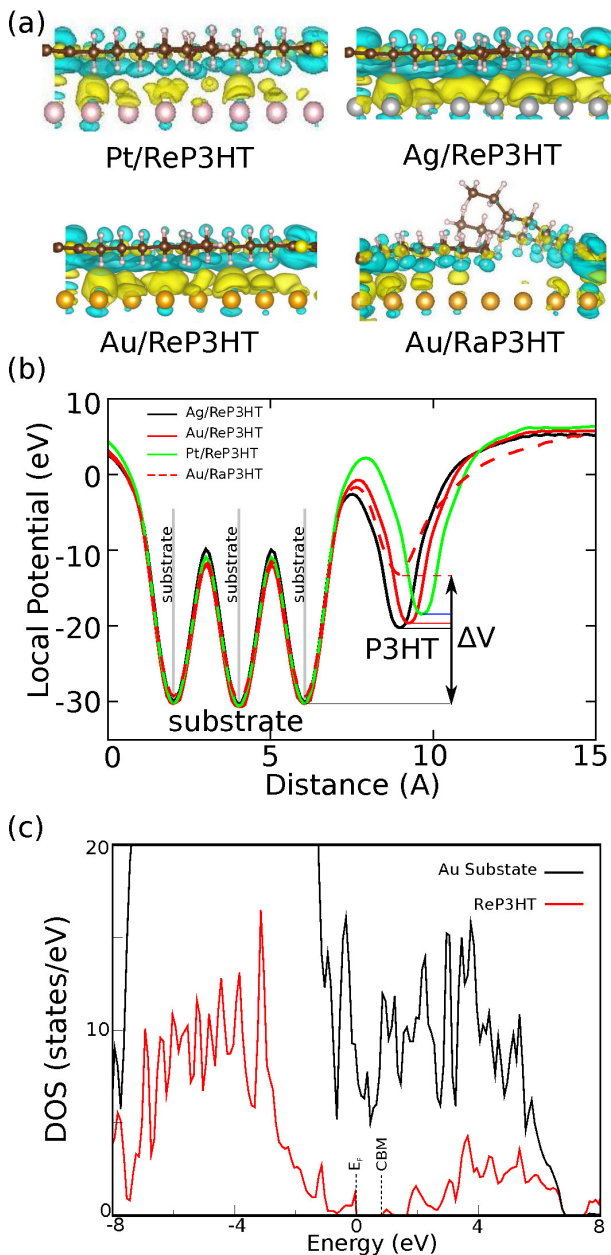 (a)
Pt/ReP3HT
Ag/ReP3HT
Au/ReP3HT
Au/RaP3HT
(b)
10
0
-10
-20
-30
Local Potential (eV)
Ag/ReP3HT
Au/ReP3HT
Pt/ReP3HT
Au/RaP3HT
substrate
substrate
substrate
P3HT
ΔV
substrate
0
5
10
15
Distance (A)
(c)
20
10
0
DOS (states/eV)
Au Substate
ReP3HT
E_F
CBM
-8
-4
0
4
8
Energy (eV)